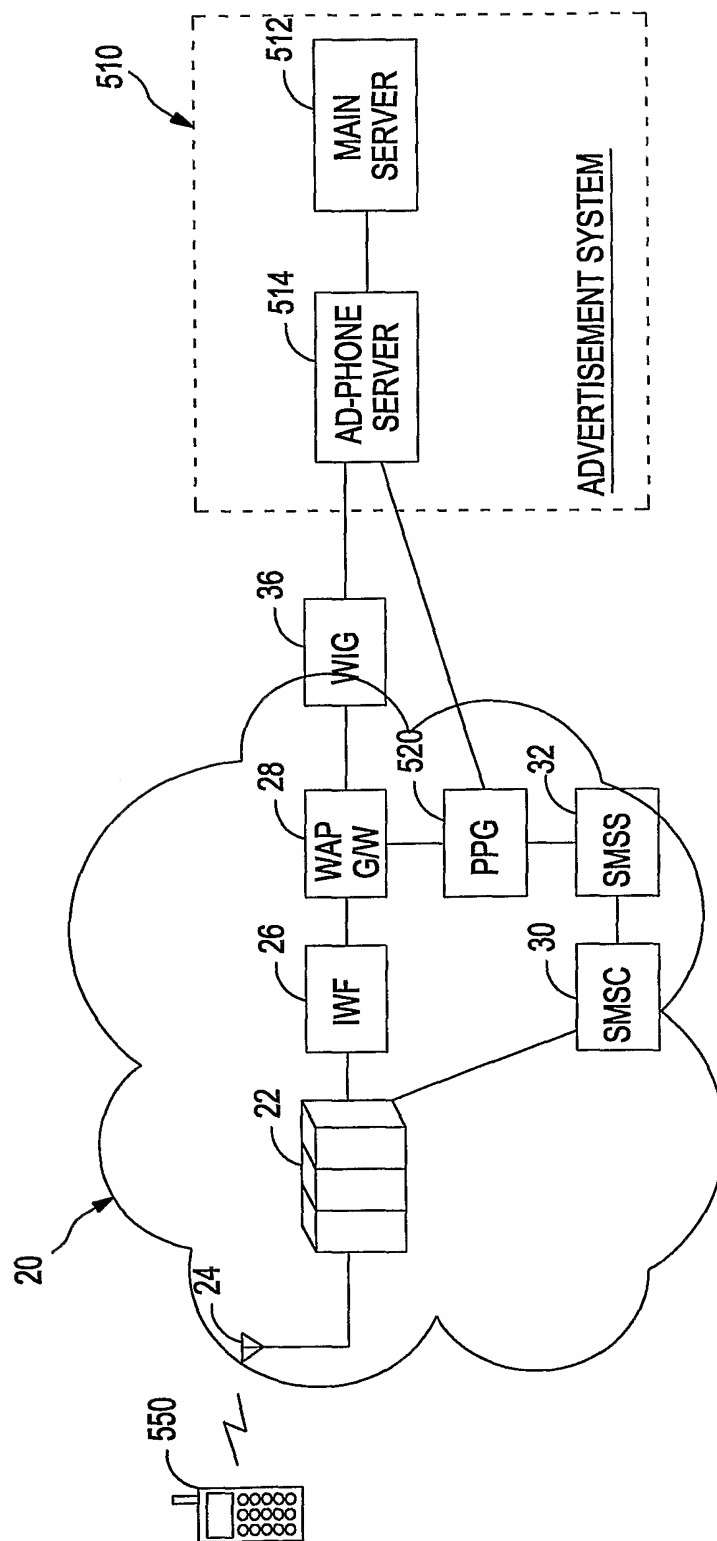 510
512
MAIN
SERVER
514
AD-PHONE
SERVER
ADVERTISEMENT SYSTEM
36
WIG
28
WAP
G/W
520
PPG
32
SMSS
26
IWF
30
SMSC
22
20
24
550